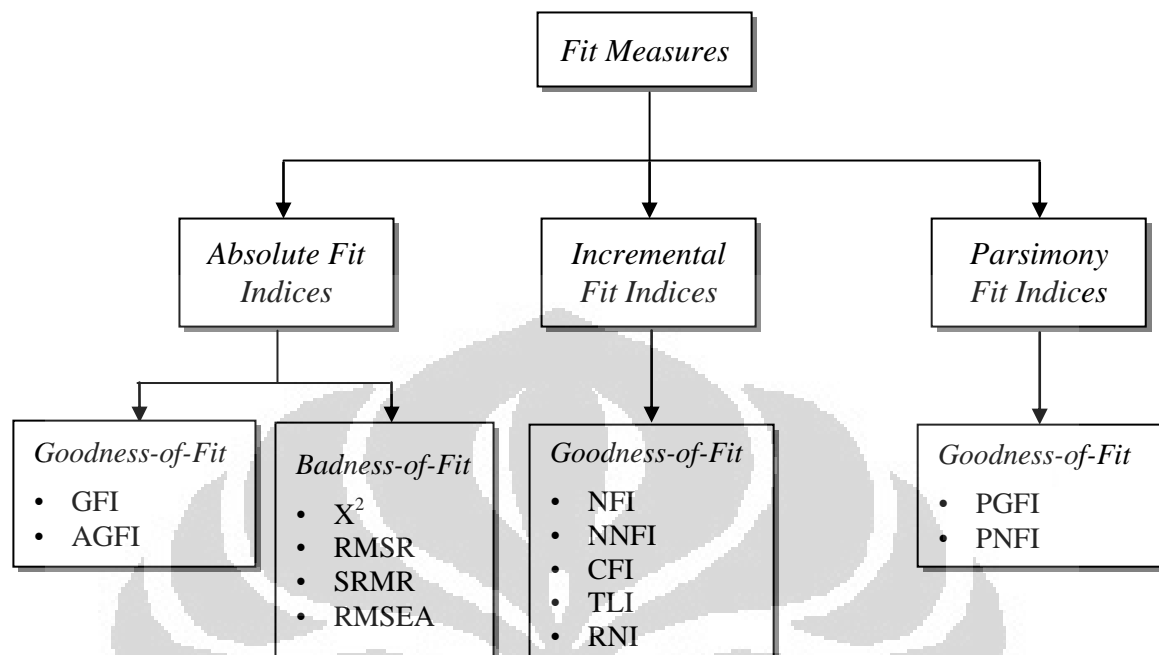 Fit Measures
Absolute Fit
Indices
Incremental
Fit Indices
Parsimony
Fit Indices
Goodness-of-Fit
• GFI
• AGFI
Badness-of-Fit
• X²
• RMSR
• SRMR
• RMSEA
Goodness-of-Fit
• NFI
• NNFI
• CFI
• TLI
• RNI
Goodness-of-Fit
• PGFI
• PNFI